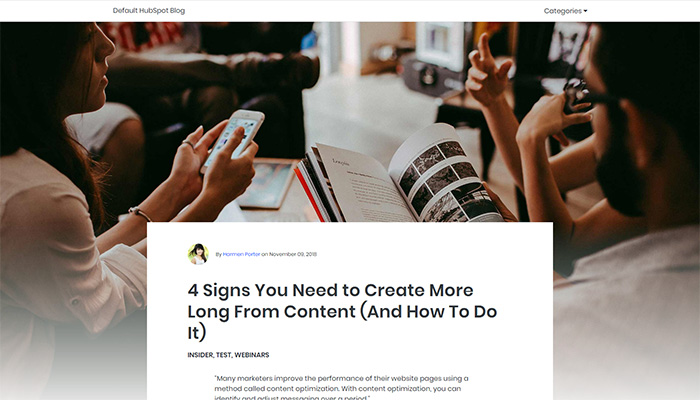 Default HubSpot Blog
Categories
By Harmen Porter on November 09, 2018
4 Signs You Need to Create More
Long From Content (And How To Do
It)
INSIDER, TEST, WEBINARS
"Many marketers improve the performance of their website pages using a
method called content optimization. With content optimization, you can
identify and adjust messaging over a period."